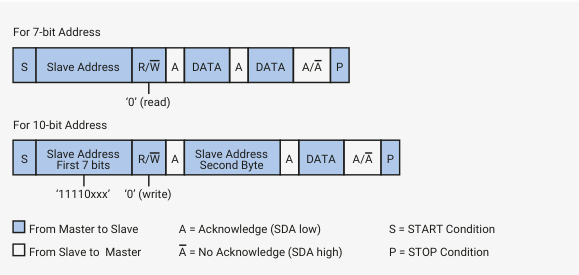 For 7-bit Address
S Slave Address R/W̅ A DATA A DATA A/A̅ P
‘0’ (read)
For 10-bit Address
S Slave Address First 7 bits R/W̅ A Slave Address Second Byte A DATA A/A̅ P
‘11110xxx’ ‘0’ (write)
From Master to Slave A = Acknowledge (SDA low) S = START Condition
From Slave to Master A̅ = No Acknowledge (SDA high) P = STOP Condition